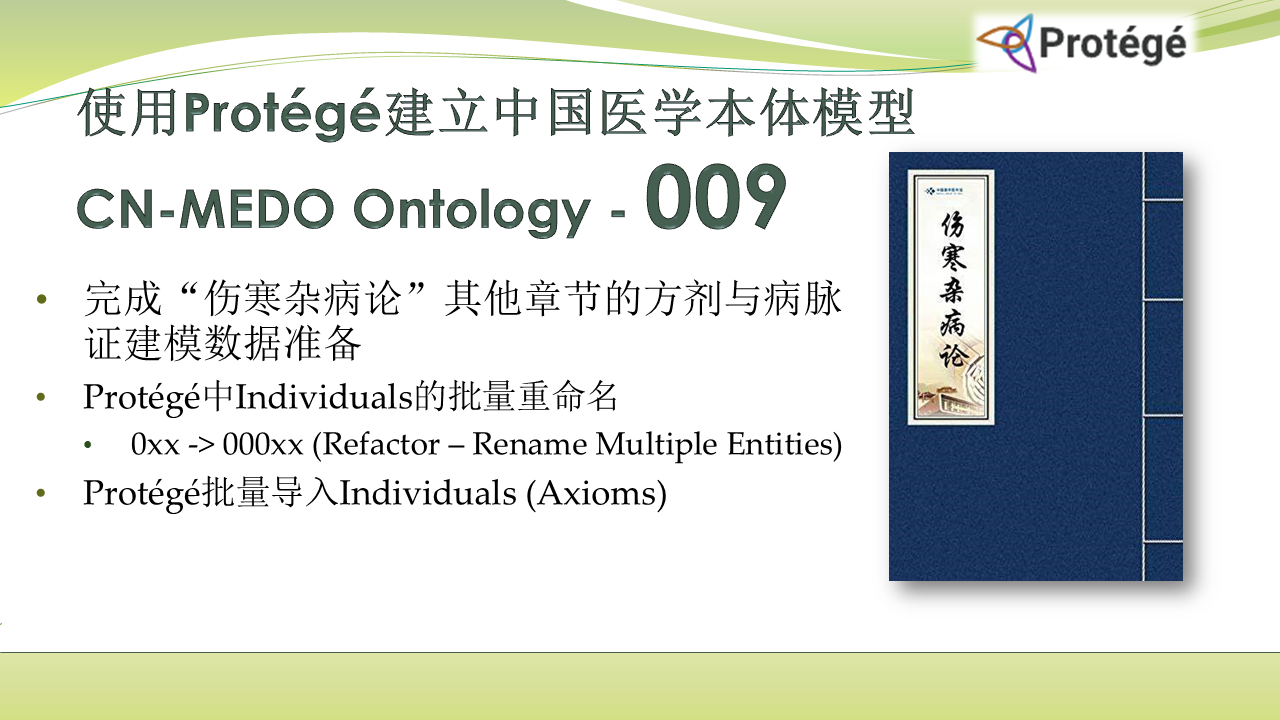 Protégé
使用Protégé建立中国医学本体模型
CN-MEDO Ontology - 009
• 完成“伤寒杂病论”其他章节的方剂与病脉
证建模数据准备
• Protégé中Individuals的批量重命名
• 0xx -> 000xx (Refactor – Rename Multiple Entities)
• Protégé批量导入Individuals (Axioms)
伤寒杂病论